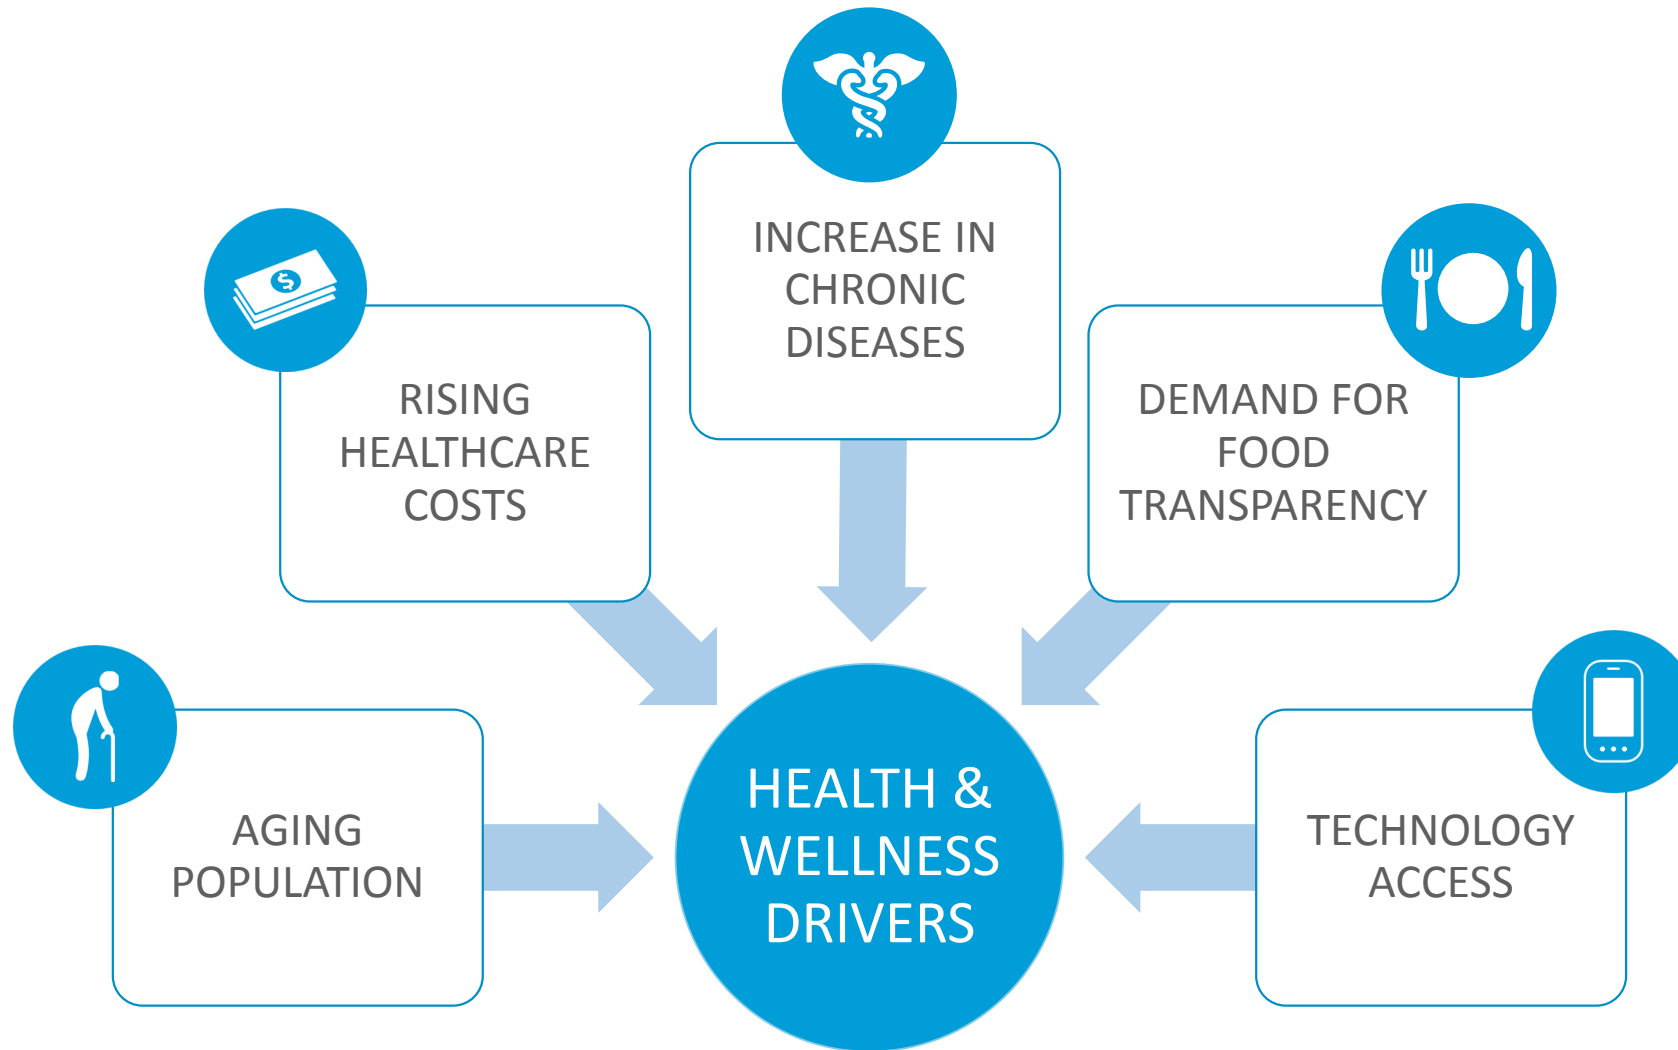 INCREASE IN
CHRONIC
DISEASES
RISING
HEALTHCARE
COSTS
DEMAND FOR
FOOD
TRANSPARENCY
AGING
POPULATION
HEALTH &
WELLNESS
DRIVERS
TECHNOLOGY
ACCESS
$